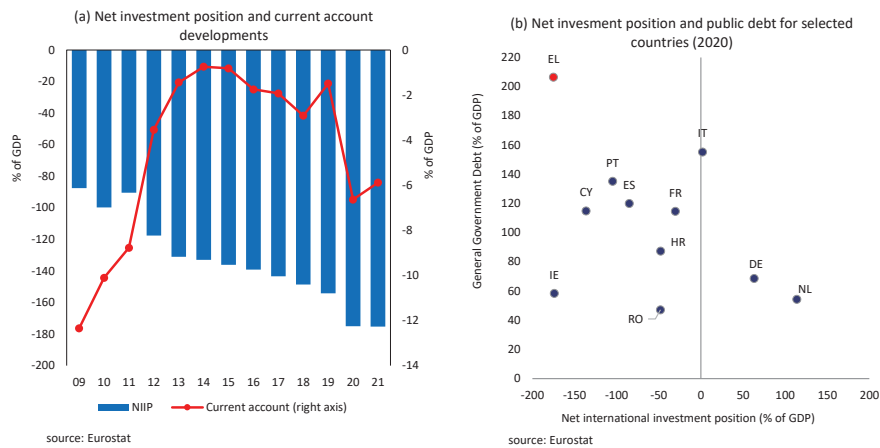 (a) Net investment position and current account
developments
0
-20
-40
-60
-80
-100
-120
-140
-160
-180
-200
% of GDP
0
-2
-4
-6
-8
-10
-12
-14
% of GDP
09 10 11 12 13 14 15 16 17 18 19 20 21
NIIP Current account (right axis)
source: Eurostat
(b) Net invesment position and public debt for selected
countries (2020)
General Government Debt (% of GDP)
220
200
180
160
140
120
100
80
60
40
20
0
EL
IT
PT
CY
ES
FR
HR
DE
IE
NL
RO
-200 -150 -100 -50 0 50 100 150 200
Net international investment position (% of GDP)
source: Eurostat